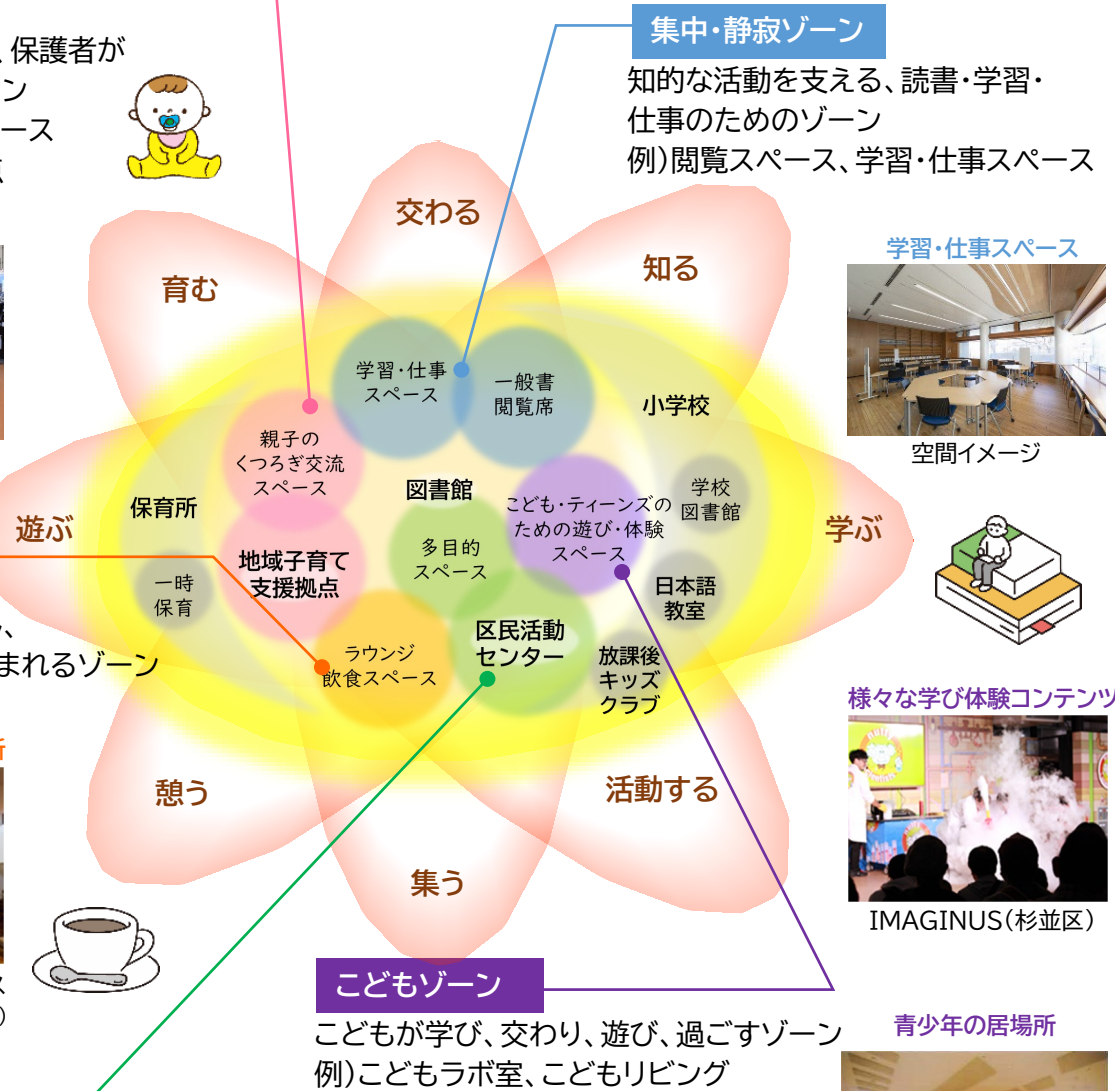 、保護者が
ン
ース
集中・静寂ゾーン
知的な活動を支える、読書・学習・
仕事のためのゾーン
例)閲覧スペース、学習・仕事スペース
交わる
知る
育む
遊ぶ
学ぶ
憩う
活動する
集う
学習・仕事
スペース
一般書
閲覧席
小学校
親子の
くつろぎ交流
スペース
図書館
保育所
学校
図書館
こども・ティーンズの
ための遊び・体験
スペース
多目的
スペース
地域子育て
支援拠点
一時
保育
日本語
教室
区民活動
センター
ラウンジ
飲食スペース
放課後
キッズ
クラブ
まれるゾーン
所
ス
)
学習・仕事スペース
空間イメージ
様々な学び体験コンテンツ
IMAGINUS(杉並区)
こどもゾーン
こどもが学び、交わり、遊び、過ごすゾーン
例)こどもラボ室、こどもリビング
青少年の居場所